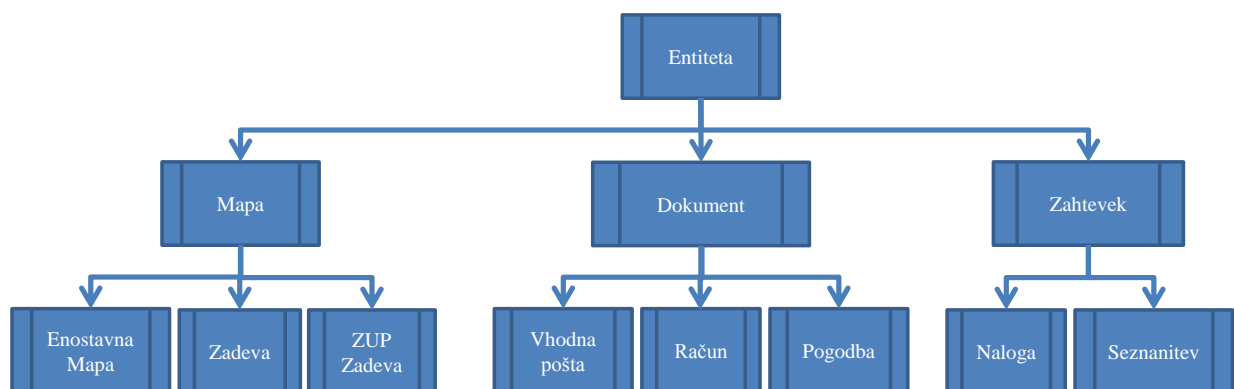 Entiteta
Mapa
Dokument
Zahtevek
Enostavna
Mapa
Zadeva
ZUP
Zadeva
Vhodna
pošta
Račun
Pogodba
Naloga
Seznanitev